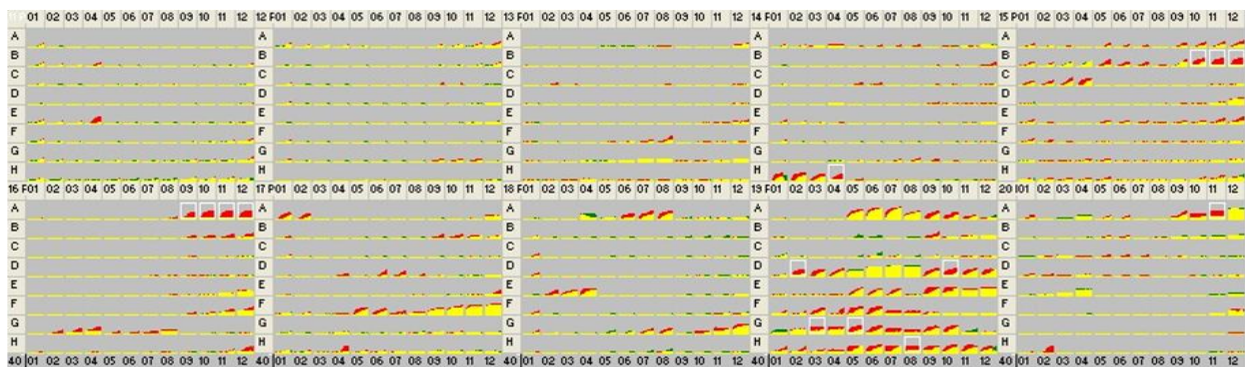 01 02 03 04 05 06 07 08 09 10 11 12 12 F01 02 03 04 05 06 07 08 09 10 11 12 13 F01 02 03 04 05 06 07 08 09 10 11 12 14 F01 02 03 04 05 06 07 08 09 10 11 12 15 P01 02 03 04 05 06 07 08 09 10 11 12
A A A A A
B B B B B
C C C C C
D D D D D
E E E E E
F F F F F
G G G G G
H H H H H
16 F01 02 03 04 05 06 07 08 09 10 11 12 17 F01 02 03 04 05 06 07 08 09 10 11 12 18 F01 02 03 04 05 06 07 08 09 10 11 12 19 F01 02 03 04 05 06 07 08 09 10 11 12 20 I01 02 03 04 05 06 07 08 09 10 11 12
A A A A A
B B B B B
C C C C C
D D D D D
E E E E E
F F F F F
G G G G G
H H H H H
40 01 02 03 04 05 06 07 08 09 10 11 12 40 01 02 03 04 05 06 07 08 09 10 11 12 40 01 02 03 04 05 06 07 08 09 10 11 12 40 01 02 03 04 05 06 07 08 09 10 11 12 40 01 02 03 04 05 06 07 08 09 10 11 12